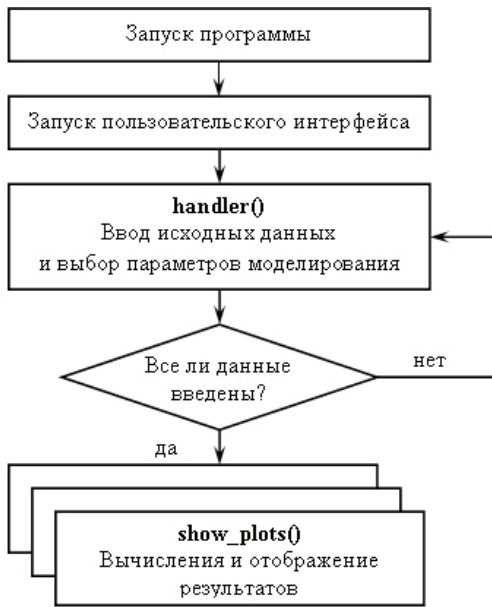 Запуск программы
Запуск пользовательского интерфейса
handler()
Ввод исходных данных
и выбор параметров моделирования
Все ли данные
введены?
нет
да
show_plots()
Вычисления и отображение
результатов